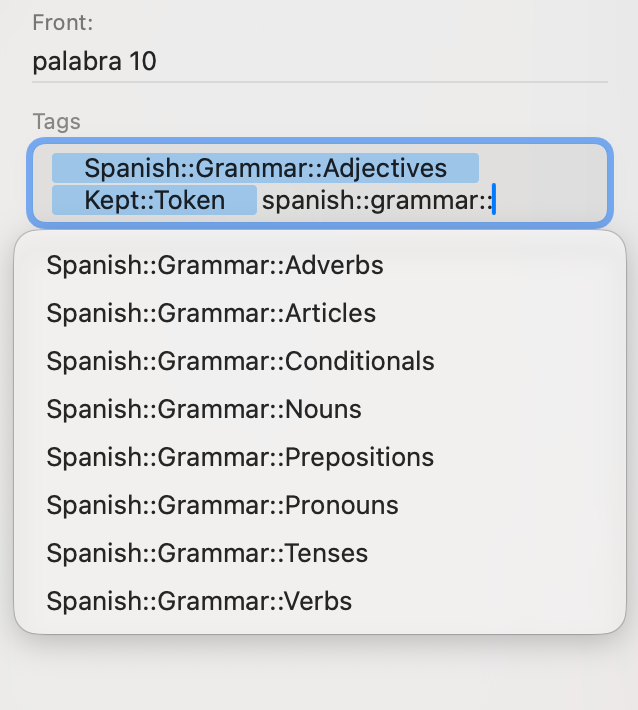 Front:
palabra 10
Tags
Spanish::Grammar::Adjectives
Kept::Token spanish::grammar::
Spanish::Grammar::Adverbs
Spanish::Grammar::Articles
Spanish::Grammar::Conditionals
Spanish::Grammar::Nouns
Spanish::Grammar::Prepositions
Spanish::Grammar::Pronouns
Spanish::Grammar::Tenses
Spanish::Grammar::Verbs